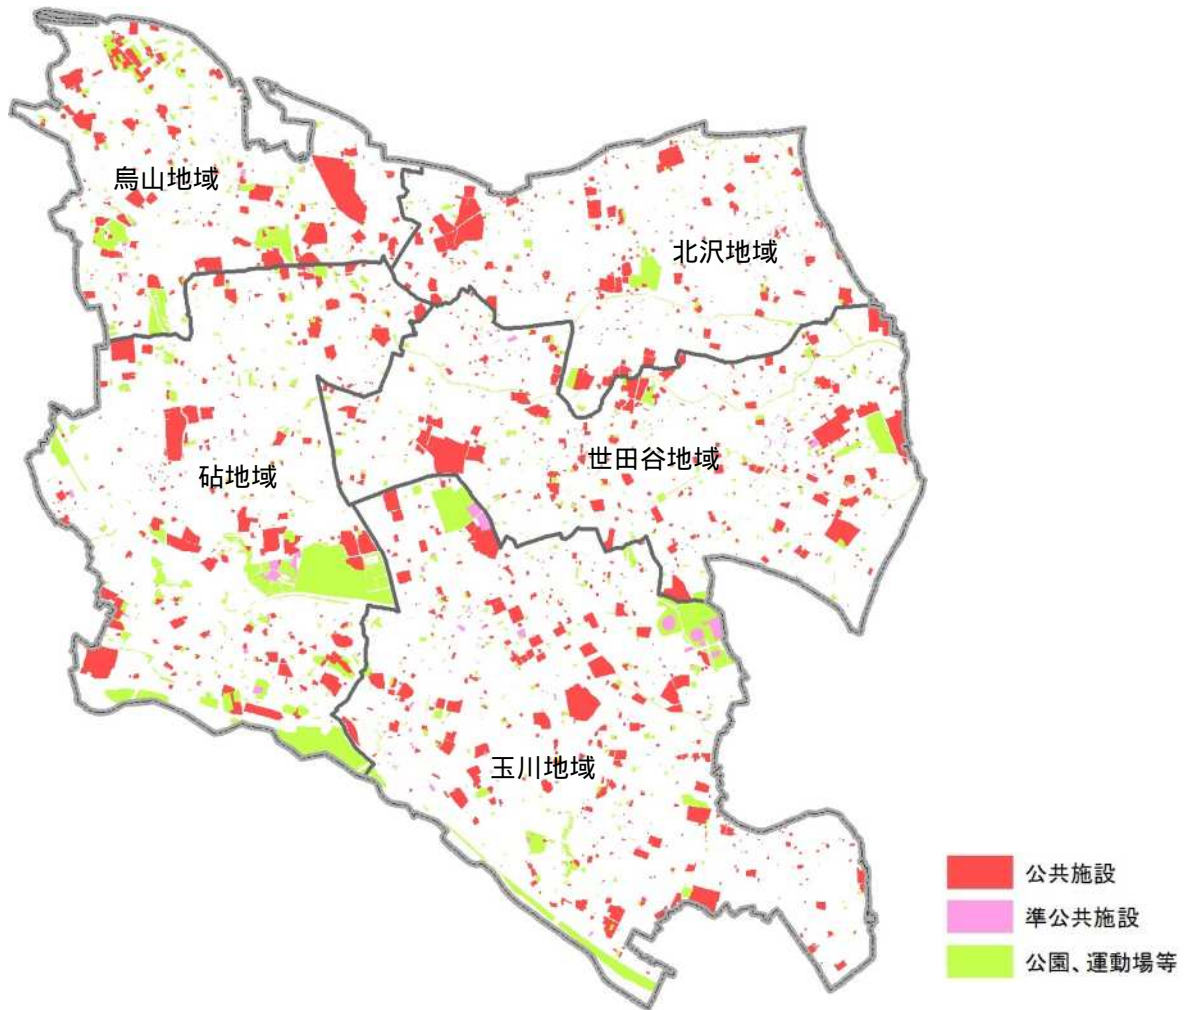 烏山地域
北沢地域
世田谷地域
砧地域
玉川地域
公共施設
準公共施設
公園、運動場等